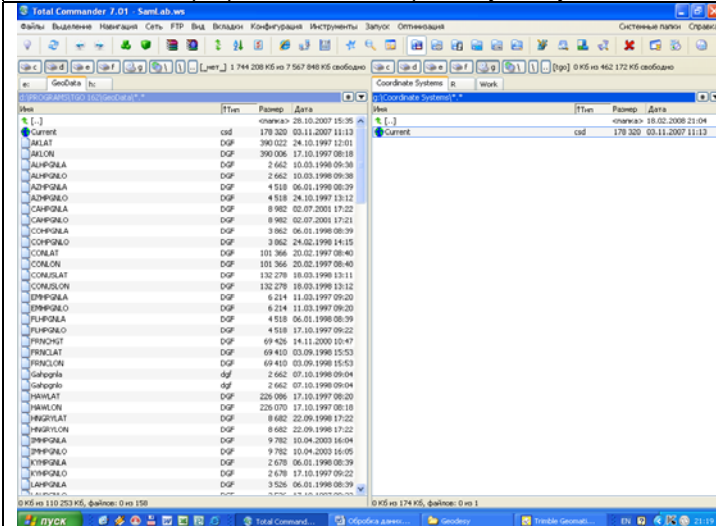 Total Commander 7.01 - SamLab.ws
Файлы Выделение Навигация Сеть FTP Вид Вкладки Конфигурация Инструменты Запуск Оптимизация Системные папки Справка
c d e f g \ .. [_нет_] 1 744 208 Кб из 7 567 848 Кб свободно c d e f g \ .. [tgo] 0 Кб из 462 172 Кб свободно
e: GeoData h: Coordinate Systems R Work
d:\PROGRAMS\TGO 162\GeoData\*.* g:\Coordinate Systems\*.*
Имя Тип Размер Дата Имя Тип Размер Дата
[..] <папка> 28.10.2007 15:35 [..] <папка> 18.02.2008 21:04
Current csd 178 320 03.11.2007 11:13 Current csd 178 320 03.11.2007 11:13
AKLAT DGF 390 022 24.10.1997 12:01
AKLON DGF 390 006 17.10.1997 08:18
ALHPGNLA DGF 2 662 10.03.1998 09:38
ALHPGNLO DGF 2 662 10.03.1998 09:38
AZHPGNLA DGF 4 518 06.01.1998 08:39
AZHPGNLO DGF 4 518 24.10.1997 13:12
CAHPGNLA DGF 8 982 02.07.2001 17:22
CAHPGNLO DGF 8 982 02.07.2001 17:21
COHPGNLA DGF 3 862 06.01.1998 08:39
COHPGNLO DGF 3 862 24.02.1998 14:15
CONLAT DGF 101 366 20.02.1997 08:40
CONLON DGF 101 366 20.02.1997 08:40
CONUSLAT DGF 132 278 18.03.1998 13:11
CONUSLON DGF 132 278 18.03.1998 13:12
EMHPGNLA DGF 6 214 11.03.1997 09:20
EMHPGNLO DGF 6 214 11.03.1997 09:20
FLHPGNLA DGF 4 518 06.01.1998 08:39
FLHPGNLO DGF 4 518 17.10.1997 09:22
FRNCHGT DGF 69 426 14.11.2000 10:47
FRNCLAT DGF 69 410 03.09.1998 15:53
FRNCLON DGF 69 410 03.09.1998 15:53
Gahpgnla dgf 2 662 07.10.1998 09:04
Gahpgnlo dgf 2 662 07.10.1998 09:04
HAWLAT DGF 226 086 17.10.1997 08:20
HAWLON DGF 226 070 17.10.1997 08:18
HNGRYLAT DGF 8 682 22.09.1998 17:22
HNGRYLON DGF 8 682 22.09.1998 17:22
IMHPGNLA DGF 9 782 10.04.2003 16:04
IMHPGNLO DGF 9 782 10.04.2003 16:05
KYHPGNLA DGF 2 678 06.01.1998 08:39
KYHPGNLO DGF 2 678 17.10.1997 09:22
LAHPGNLA DGF 3 526 06.01.1998 08:39
0 Кб из 110 253 Кб, файлов: 0 из 158 0 Кб из 174 Кб, файлов: 0 из 1
пуск Total Command... Обробка данни... Geodesy Trimble Geomati... EN